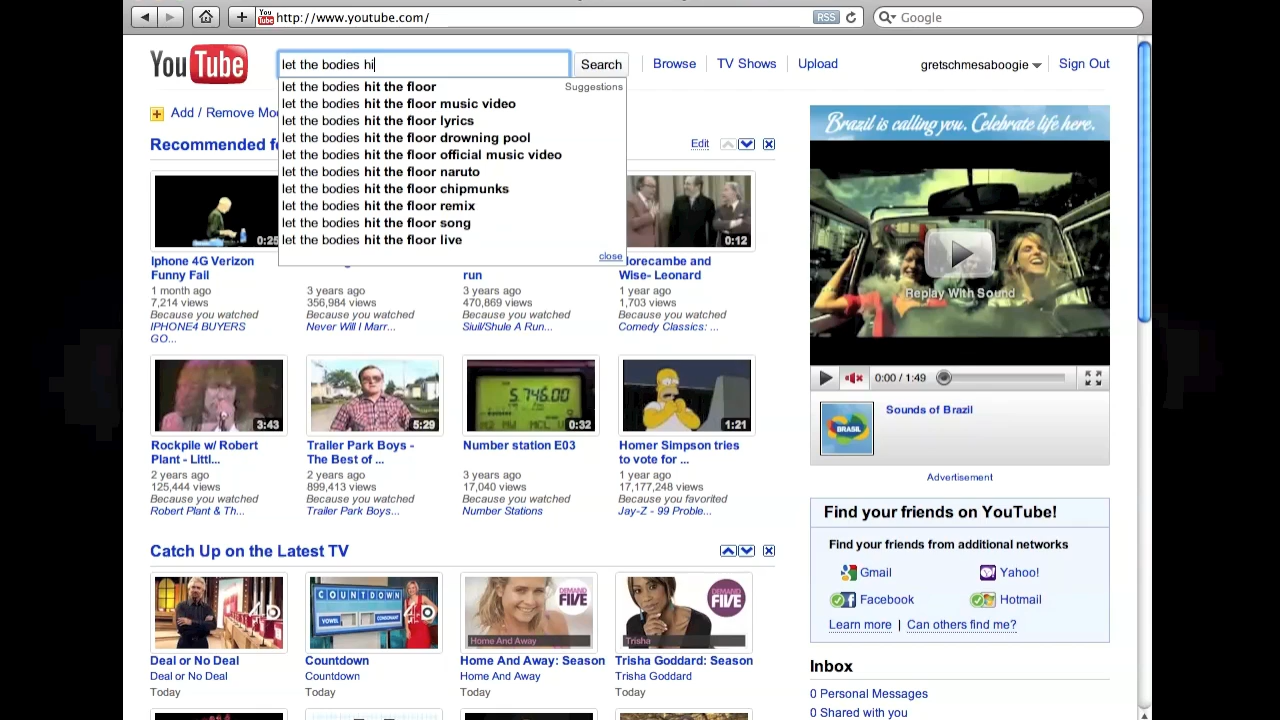 http://www.youtube.com/
RSS
Google
YouTube
let the bodies hi
Search
Browse
TV Shows
Upload
gretschmesaboogie
Sign Out
let the bodies hit the floor
Suggestions
let the bodies hit the floor music video
let the bodies hit the floor lyrics
let the bodies hit the floor drowning pool
let the bodies hit the floor official music video
let the bodies hit the floor naruto
let the bodies hit the floor chipmunks
let the bodies hit the floor remix
let the bodies hit the floor song
let the bodies hit the floor live
close
Add / Remove Mo
Recommended f
Edit
0:25
0:12
Iphone 4G Verizon
Funny Fail
1 month ago
7,214 views
Because you watched
IPHONE4 BUYERS
GO...
3 years ago
356,984 views
Because you watched
Never Will I Marr...
run
3 years ago
470,869 views
Because you watched
Siuil/Shule A Run...
orecambe and
Wise- Leonard
1 year ago
1,703 views
Because you watched
Comedy Classics: ...
3:43
5:29
5,746.00
0:32
1:21
Rockpile w/ Robert
Plant - Littl...
2 years ago
125,444 views
Because you watched
Robert Plant & Th...
Trailer Park Boys -
The Best of ...
2 years ago
899,413 views
Because you watched
Trailer Park Boys...
Number station E03
3 years ago
17,040 views
Because you watched
Number Stations
Homer Simpson tries
to vote for ...
1 year ago
17,177,248 views
Because you favorited
Jay-Z - 99 Proble...
Catch Up on the Latest TV
COUNTDOWN
VOWEL
CONSONANT
DEMAND
FIVE
Home And Away
DEMAND
FIVE
Trisha
Deal or No Deal
Deal or No Deal
Today
Countdown
Countdown
Today
Home And Away: Season
Home And Away
Today
Trisha Goddard: Season
Trisha Goddard
Today
Brazil is calling you. Celebrate life here.
Replay With Sound
0:00 / 1:49
BRASIL
Sounds of Brazil
Advertisement
Find your friends on YouTube!
Find your friends from additional networks
Gmail
Yahoo!
Facebook
Hotmail
Learn more | Can others find me?
Inbox
0 Personal Messages
0 Shared with you